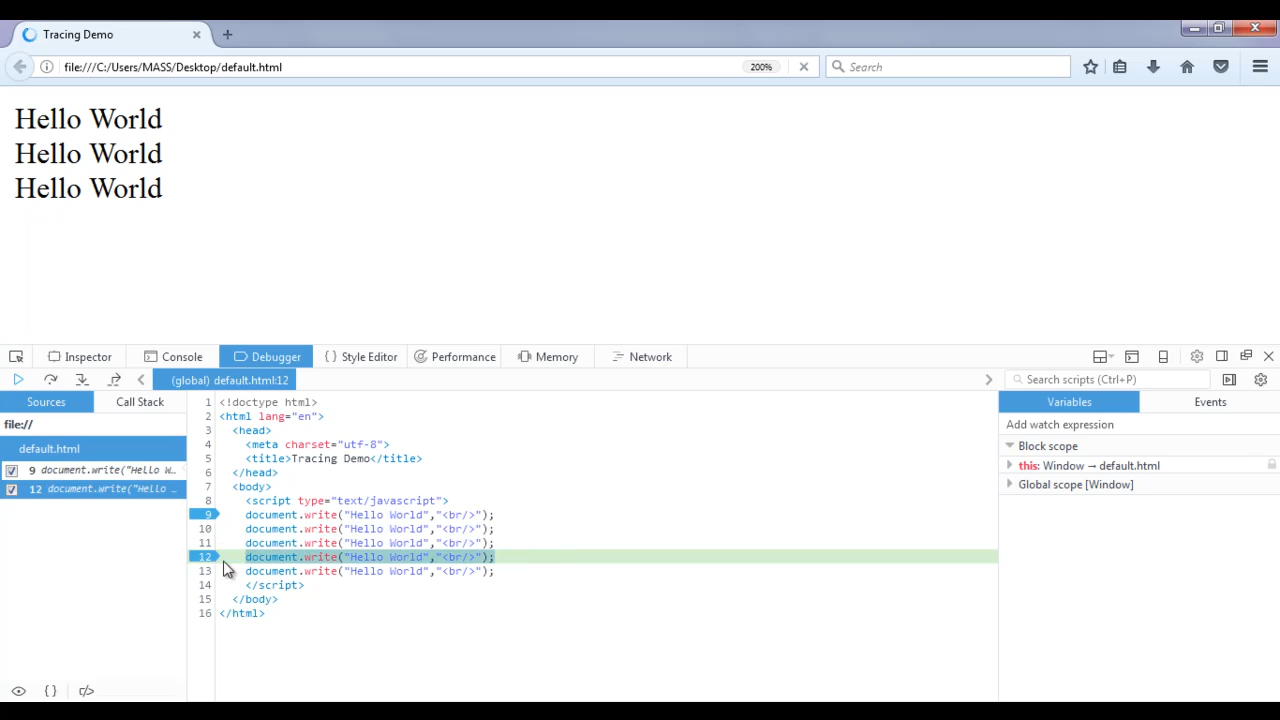 Tracing Demo
file:///C:/Users/MASS/Desktop/default.html
200%
Search
Hello World
Hello World
Hello World
Inspector
Console
Debugger
Style Editor
Performance
Memory
Network
(global) default.html:12
Search scripts (Ctrl+P)
Sources
Call Stack
file://
default.html
9 document.write("Hello W...
12 document.write("Hello ...
1 <!doctype html>
2 <html lang="en">
3 <head>
4 <meta charset="utf-8">
5 <title>Tracing Demo</title>
6 </head>
7 <body>
8 <script type="text/javascript">
9 document.write("Hello World","<br/>");
10 document.write("Hello World","<br/>");
11 document.write("Hello World","<br/>");
12 document.write("Hello World","<br/>");
13 document.write("Hello World","<br/>");
14 </script>
15 </body>
16 </html>
Variables
Events
Add watch expression
Block scope
this: Window → default.html
Global scope [Window]